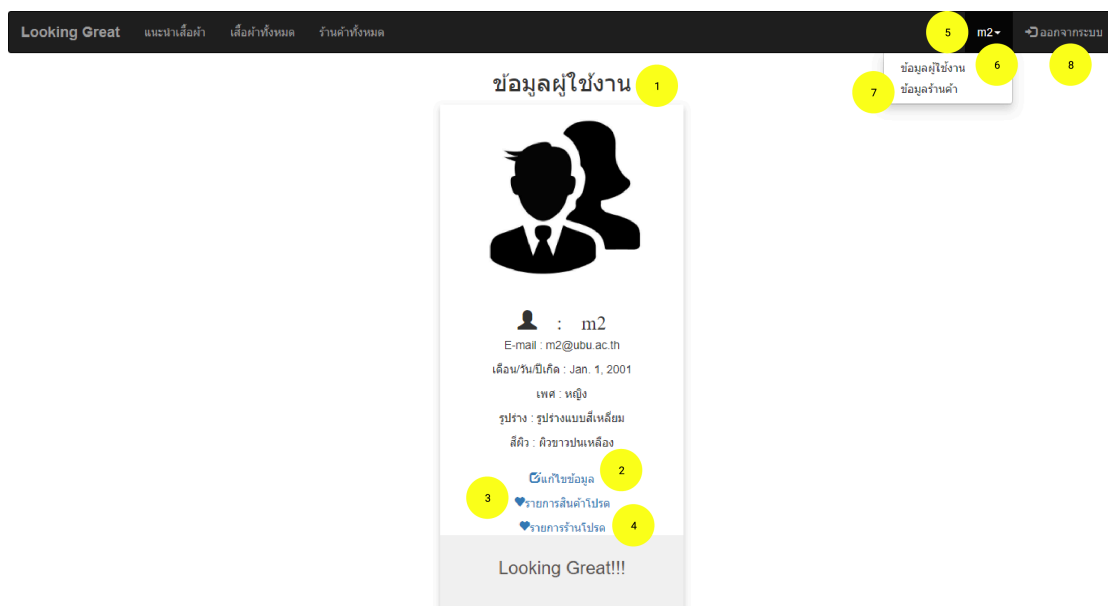 Looking Great แนะนำเสื้อผ้า เสื้อผ้าทั้งหมด ร้านค้าทั้งหมด 5 m2 ออกจากระบบ
ข้อมูลผู้ใช้งาน 6 8
7 ข้อมูลร้านค้า
ข้อมูลผู้ใช้งาน 1
: m2
E-mail : m2@ubu.ac.th
เดือน/วัน/ปีเกิด : Jan. 1, 2001
เพศ : หญิง
รูปร่าง : รูปร่างแบบสี่เหลี่ยม
สีผิว : ผิวขาวปนเหลือง
แก้ไขข้อมูล 2
3 รายการสินค้าโปรด
รายการร้านโปรด 4
Looking Great!!!